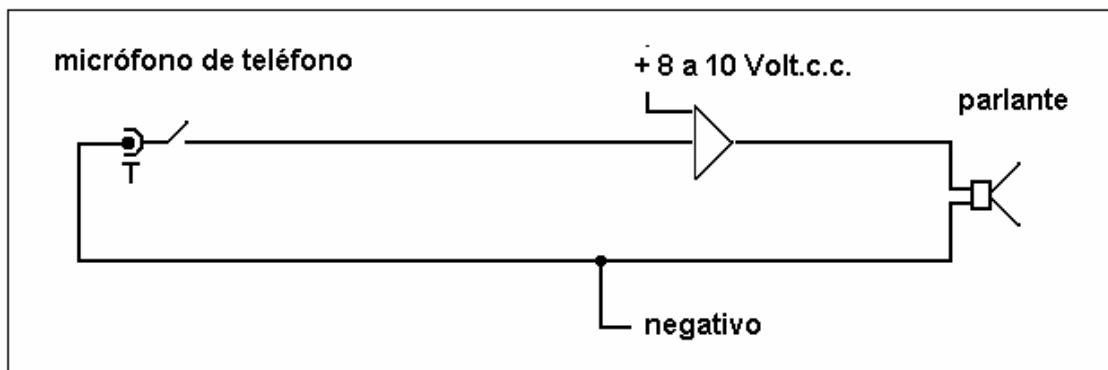 micrófono de teléfono
+ 8 a 10 Volt.c.c.
parlante
T
negativo